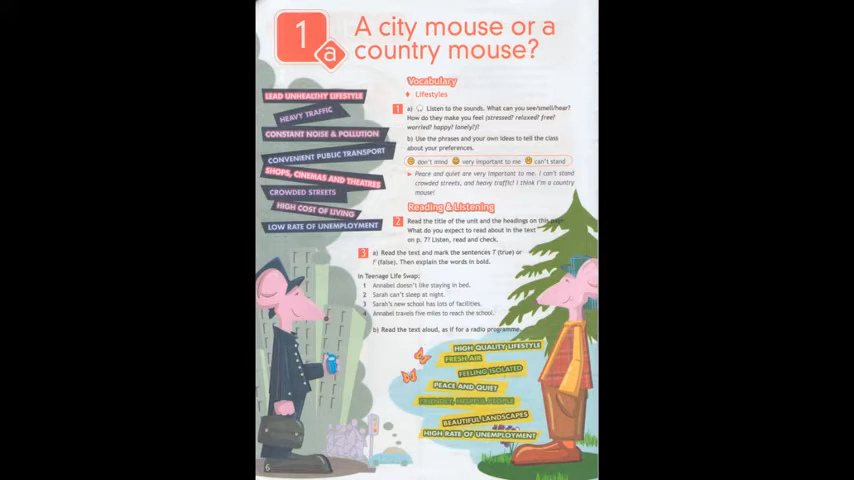 1
a
A city mouse or a
country mouse?
Vocabulary
Lifestyles
1 a) Listen to the sounds. What can you see/smell/hear?
How do they make you feel (stressed? relaxed? free?
worried? happy? lonely?)?
b) Use the phrases and your own ideas to tell the class
about your preferences.
don't mind very important to me can't stand
Peace and quiet are very important to me. I can't stand
crowded streets, and heavy traffic! I think I'm a country
mouse!
LEAD UNHEALTHY LIFESTYLE
HEAVY TRAFFIC
CONSTANT NOISE & POLLUTION
CONVENIENT PUBLIC TRANSPORT
SHOPS, CINEMAS AND THEATRES
CROWDED STREETS
HIGH COST OF LIVING
LOW RATE OF UNEMPLOYMENT
Reading & Listening
2 Read the title of the unit and the headings on this page.
What do you expect to read about in the text
on p. 7? Listen, read and check.
3 a) Read the text and mark the sentences T (true) or
F (false). Then explain the words in bold.
In Teenage Life Swap:
1 Annabel doesn't like staying in bed.
2 Sarah can't sleep at night.
3 Sarah's new school has lots of facilities.
4 Annabel travels five miles to reach the school.
b) Read the text aloud, as if for a radio programme.
HIGH QUALITY LIFESTYLE
FRESH AIR
FEELING ISOLATED
PEACE AND QUIET
FRIENDLY, HELPFUL PEOPLE
BEAUTIFUL LANDSCAPES
HIGH RATE OF UNEMPLOYMENT
6